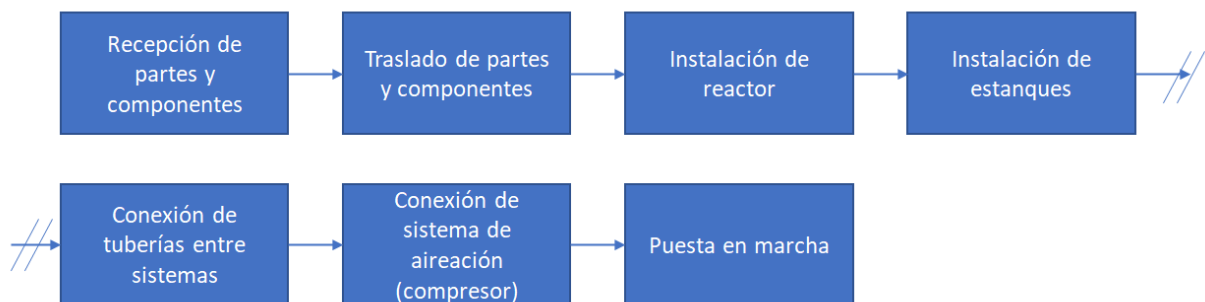 Recepción de
partes y
componentes
Traslado de partes
y componentes
Instalación de
reactor
Instalación de
estanques
Conexión de
tuberías entre
sistemas
Conexión de
sistema de
aireación
(compresor)
Puesta en marcha